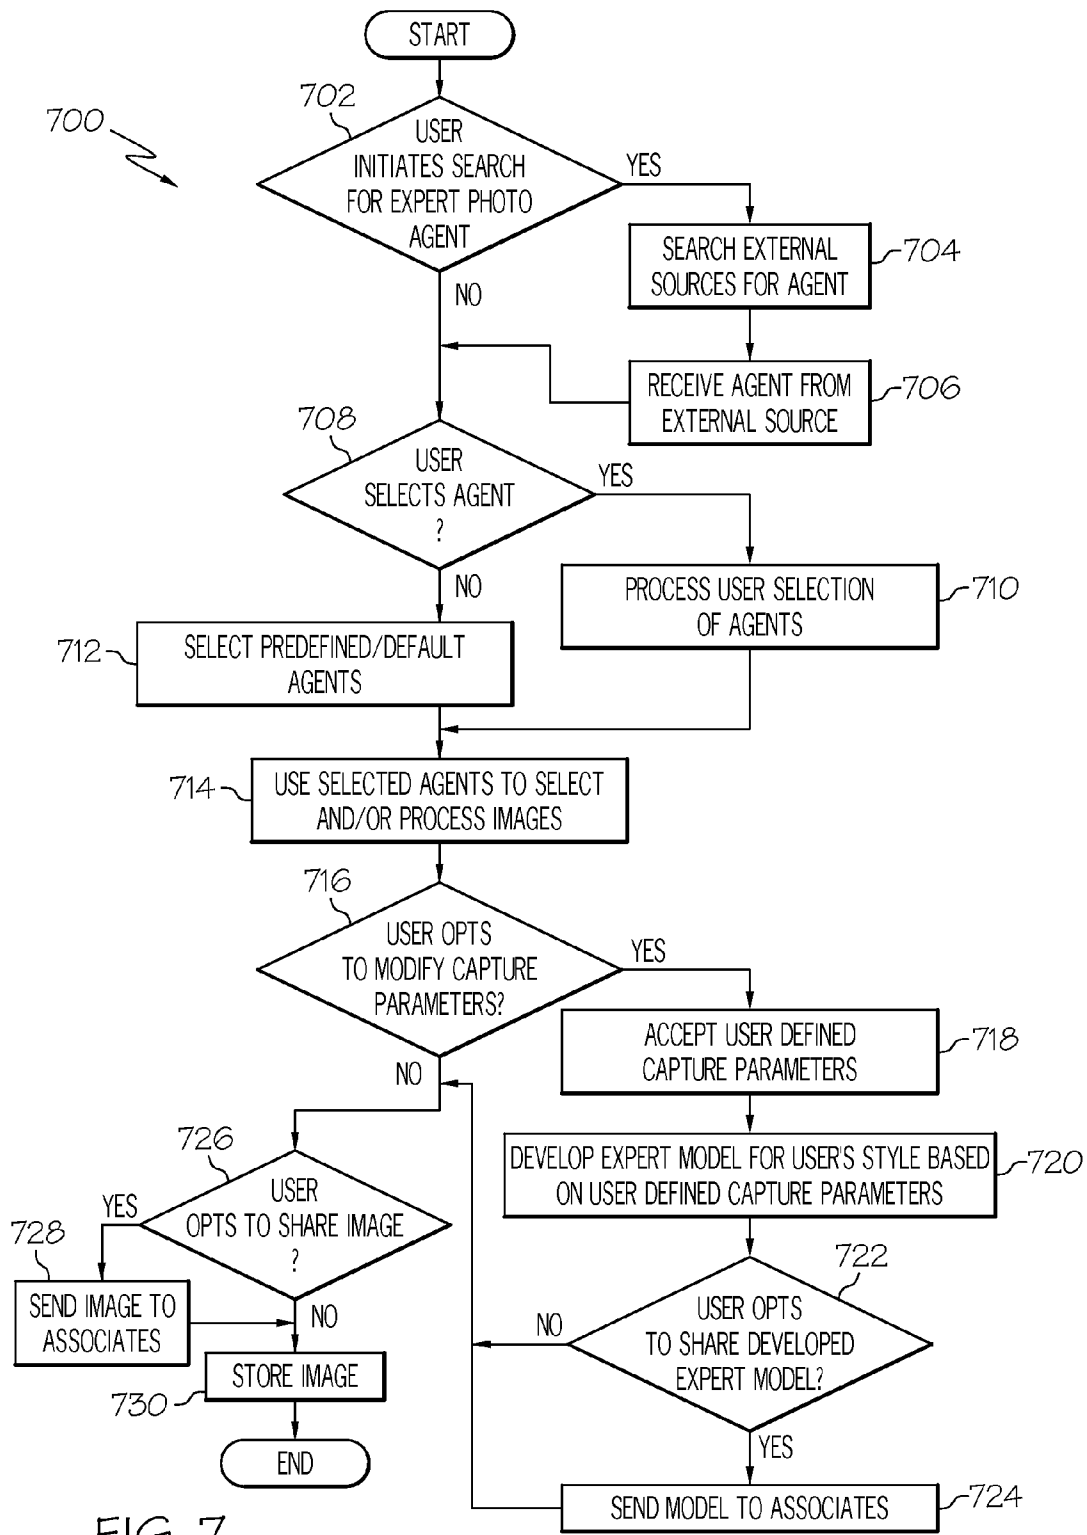 START
702
700
USER
INITIATES SEARCH
FOR EXPERT PHOTO
AGENT
YES
SEARCH EXTERNAL
SOURCES FOR AGENT
704
NO
RECEIVE AGENT FROM
EXTERNAL SOURCE
706
708
USER
SELECTS AGENT
?
YES
NO
PROCESS USER SELECTION
OF AGENTS
710
712
SELECT PREDEFINED/DEFAULT
AGENTS
714
USE SELECTED AGENTS TO SELECT
AND/OR PROCESS IMAGES
716
USER OPTS
TO MODIFY CAPTURE
PARAMETERS?
YES
NO
ACCEPT USER DEFINED
CAPTURE PARAMETERS
718
DEVELOP EXPERT MODEL FOR USER'S STYLE BASED
ON USER DEFINED CAPTURE PARAMETERS
720
726
USER
OPTS TO SHARE IMAGE
?
YES
728
SEND IMAGE TO
ASSOCIATES
NO
722
USER OPTS
TO SHARE DEVELOPED
EXPERT MODEL?
NO
YES
STORE IMAGE
730
END
SEND MODEL TO ASSOCIATES
724
FIG. 7